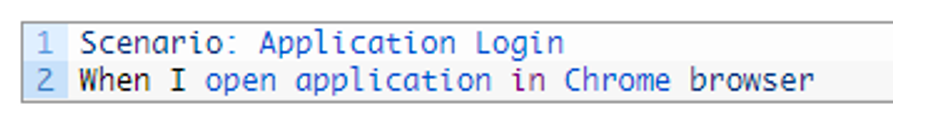 1 Scenario: Application Login
2 When I open application in Chrome browser